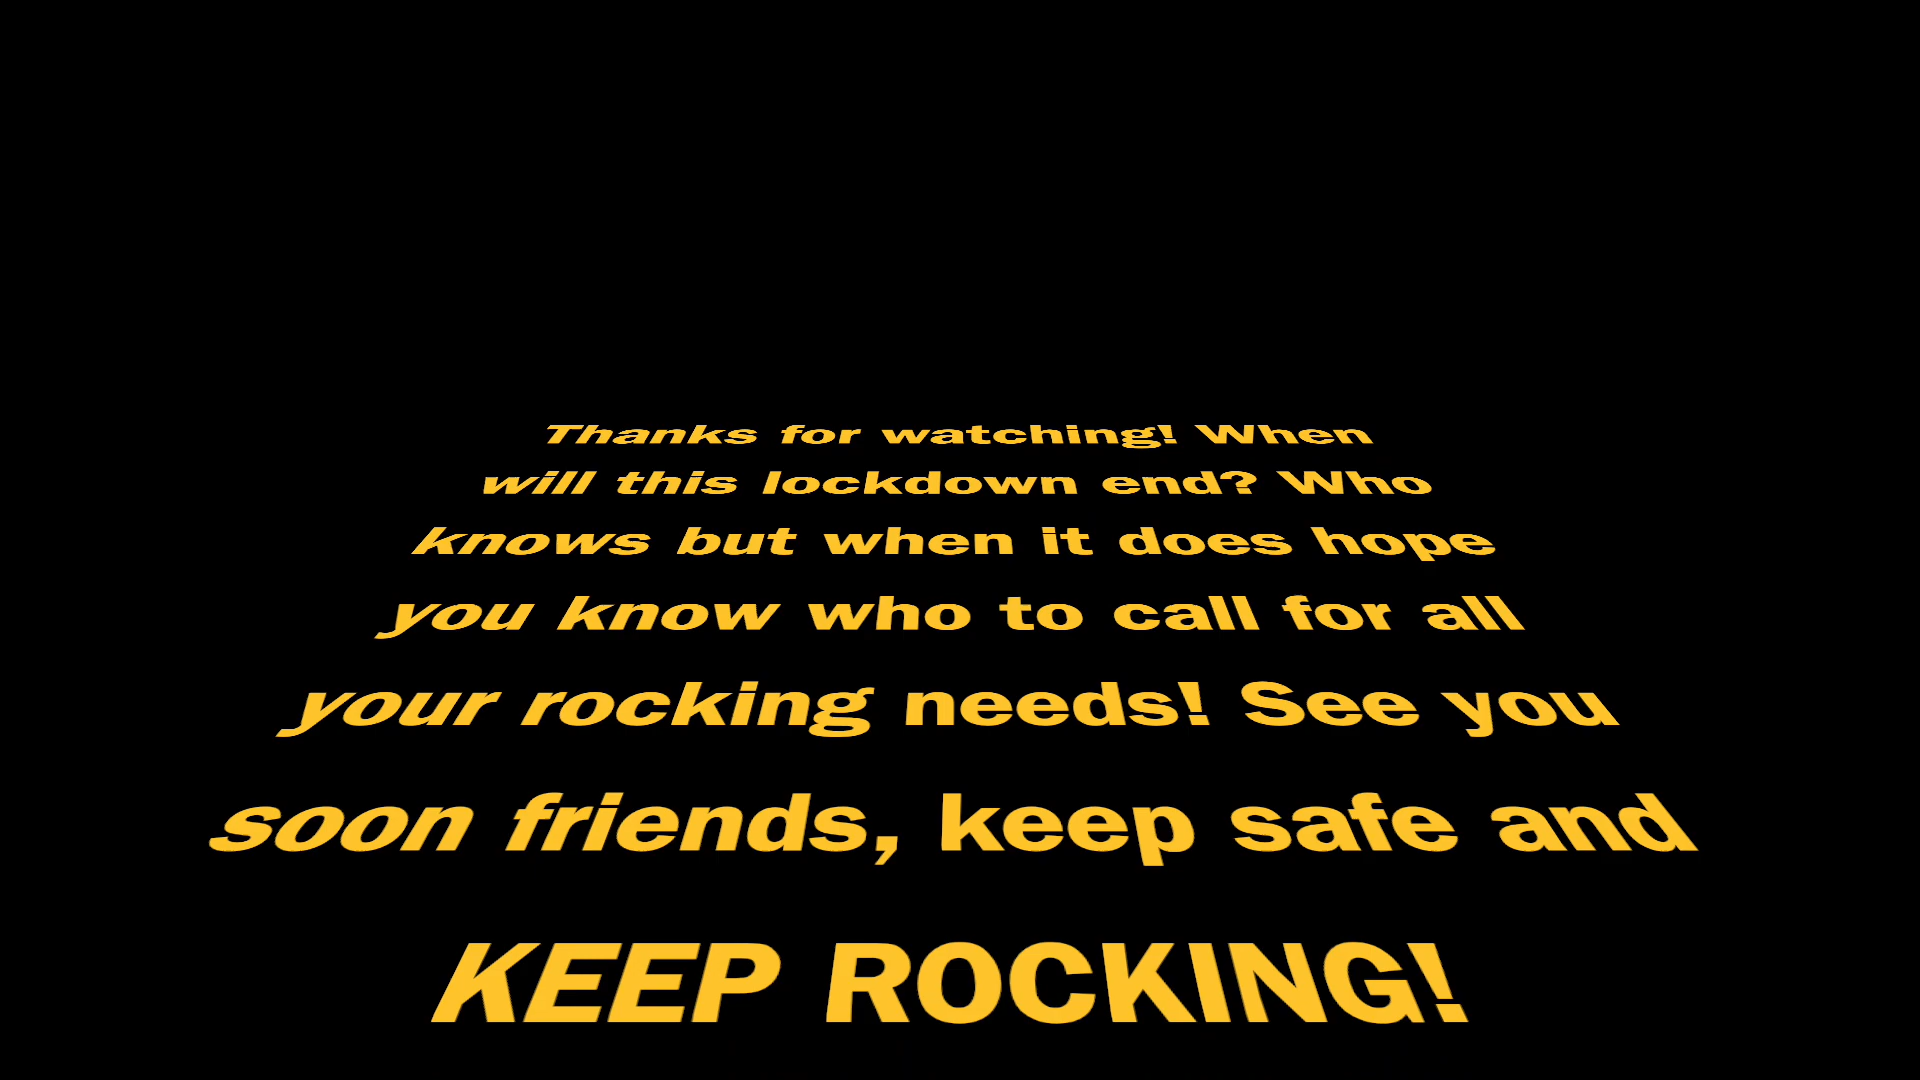 Thanks for watching! When
will this lockdown end? Who
knows but when it does hope
you know who to call for all
your rocking needs! See you
soon friends, keep safe and
KEEP ROCKING!